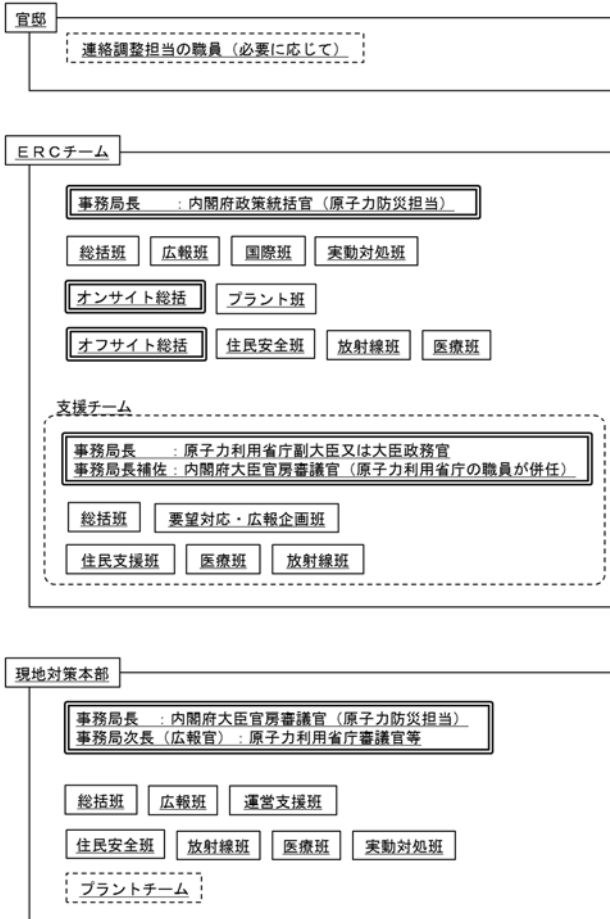 官邸
連絡調整担当の職員（必要に応じて）
ＥＲＣチーム
事務局長　　：内閣府政策統括官（原子力防災担当）
総括班　広報班　国際班　実動対処班
オンサイト総括　プラント班
オフサイト総括　住民安全班　放射線班　医療班
支援チーム
事務局長　　：原子力利用省庁副大臣又は大臣政務官
事務局長補佐：内閣府大臣官房審議官（原子力利用省庁の職員が併任）
総括班　要望対応・広報企画班
住民支援班　医療班　放射線班
現地対策本部
事務局長　：内閣府大臣官房審議官（原子力防災担当）
事務局次長（広報官）：原子力利用省庁審議官等
総括班　広報班　運営支援班
住民安全班　放射線班　医療班　実動対処班
プラントチーム